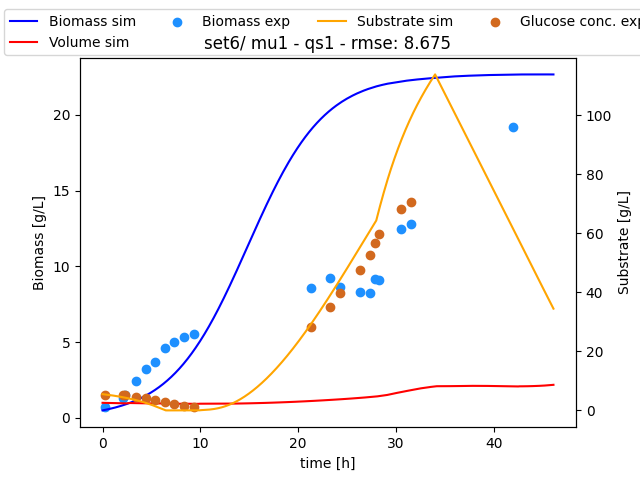 Biomass sim Biomass exp Substrate sim Glucose conc. exp
Volume sim
set6/ mu1 - qs1 - rmse: 8.675
20
15
10
5
0
Biomass [g/L]
100
80
60
40
20
0
Substrate [g/L]
0 10 20 30 40
time [h]